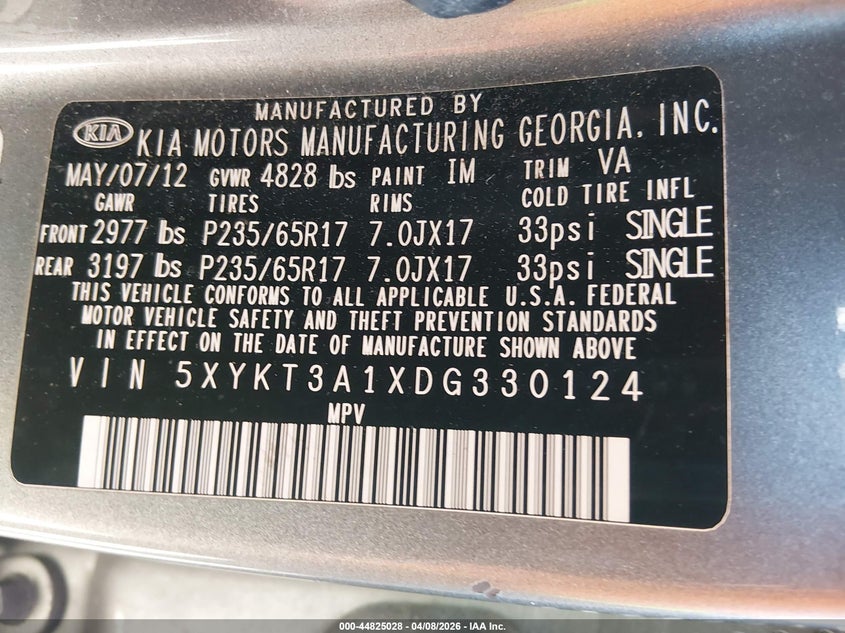 MANUFACTURED BY
KIA KIA MOTORS MANUFACTURING GEORGIA, INC.
MAY/07/12 GVWR 4828 lbs PAINT IM TRIM VA
GAWR TIRES RIMS COLD TIRE INFL
FRONT 2977 lbs P235/65R17 7.0JX17 33psi SINGLE
REAR 3197 lbs P235/65R17 7.0JX17 33psi SINGLE
THIS VEHICLE CONFORMS TO ALL APPLICABLE U.S.A. FEDERAL
MOTOR VEHICLE SAFETY AND THEFT PREVENTION STANDARDS
IN EFFECT ON THE DATE OF MANUFACTURE SHOWN ABOVE
VIN 5XYKT3A1XDG330124
MPV
000-44825028 - 04/08/2026 - IAA Inc.